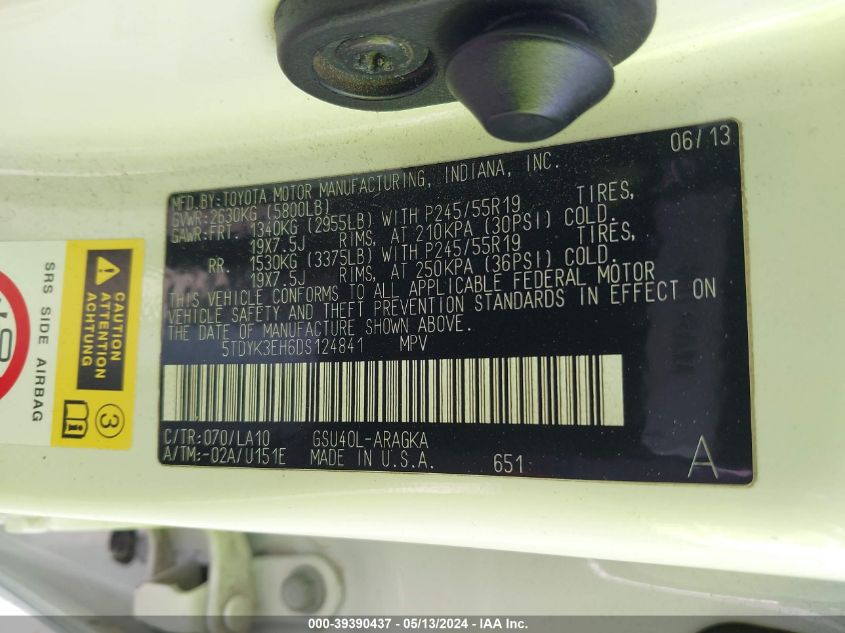 06/13
MFD.BY:TOYOTA MOTOR MANUFACTURING, INDIANA, INC.
GVWR:2630KG (5800LB)
GAWR:FRT. 1340KG (2955LB) WITH P245/55R19 TIRES,
19X7.5J RIMS, AT 210KPA (30PSI) COLD.
RR. 1530KG (3375LB) WITH P245/55R19 TIRES,
19X7.5J RIMS, AT 250KPA (36PSI) COLD.
THIS VEHICLE CONFORMS TO ALL APPLICABLE FEDERAL MOTOR
VEHICLE SAFETY AND THEFT PREVENTION STANDARDS IN EFFECT ON
THE DATE OF MANUFACTURE SHOWN ABOVE.
5TDYK3EH6DS124841 MPV
C/TR:070/LA10 GSU40L-ARAGKA
A/TM:-02A/U151E MADE IN U.S.A. 651 A
SRS SIDE AIRBAG
CAUTION
ATTENTION
ACHTUNG
3
000-39390437 - 05/13/2024 - IAA Inc.